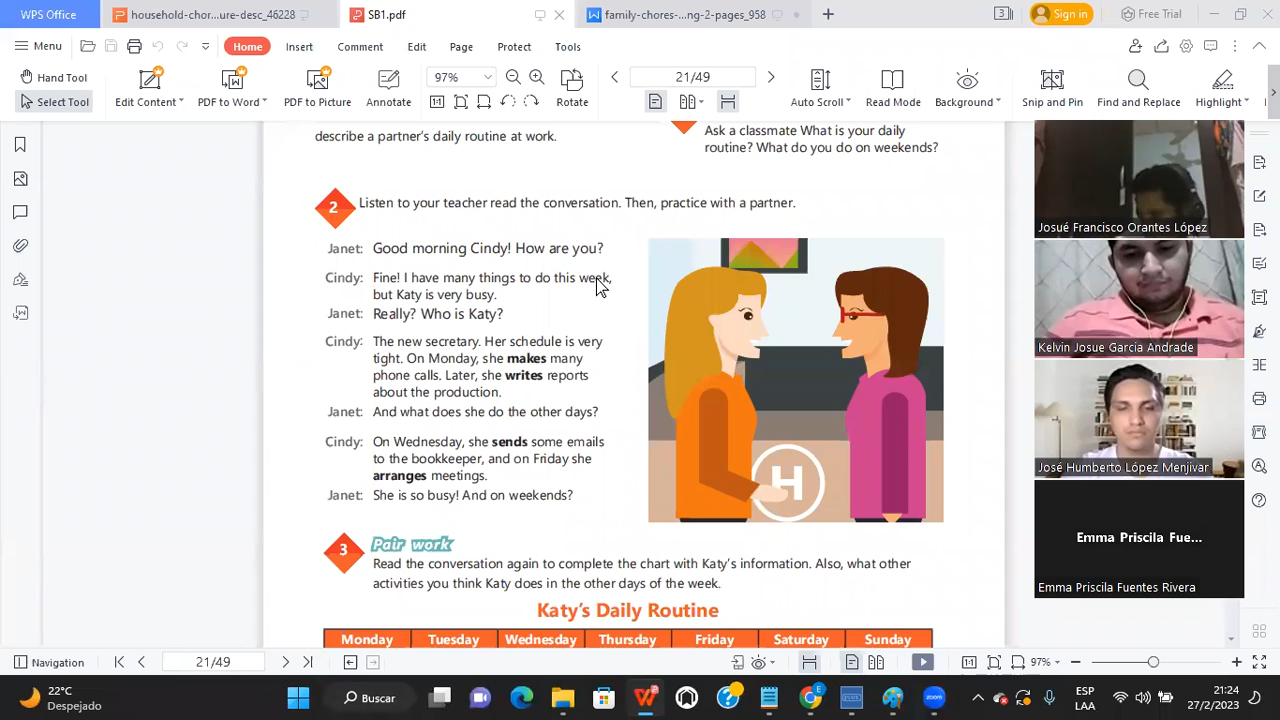 WPS Office
household-chor...ure-desc_46228
SB1.pdf
family-chores-...ng-2-pages_958
3
Sign in
Free Trial
Menu
Home
Insert
Comment
Edit
Page
Protect
Tools
Hand Tool
Select Tool
Edit Content
PDF to Word
PDF to Picture
Annotate
97%
Rotate
21/49
Auto Scroll
Read Mode
Background
Snip and Pin
Find and Replace
Highlight
describe a partner's daily routine at work.
Ask a classmate What is your daily
routine? What do you do on weekends?
2
Listen to your teacher read the conversation. Then, practice with a partner.
Janet: Good morning Cindy! How are you?
Cindy: Fine! I have many things to do this week,
but Katy is very busy.
Janet: Really? Who is Katy?
Cindy: The new secretary. Her schedule is very
tight. On Monday, she makes many
phone calls. Later, she writes reports
about the production.
Janet: And what does she do the other days?
Cindy: On Wednesday, she sends some emails
to the bookkeeper, and on Friday she
arranges meetings.
Janet: She is so busy! And on weekends?
H
3
Pair work
Read the conversation again to complete the chart with Katy's information. Also, what other
activities you think Katy does in the other days of the week.
Katy's Daily Routine
Monday Tuesday Wednesday Thursday Friday Saturday Sunday
Josué Francisco Orantes López
Kelvin Josue Garcia Andrade
José Humberto López Menjivar
Emma Priscila Fue...
Emma Priscila Fuentes Rivera
Navigation
21/49
97%
22°C
Despejado
Buscar
ESP
LAA
21:24
27/2/2023